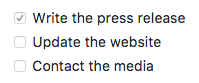 Write the press release
Update the website
Contact the media